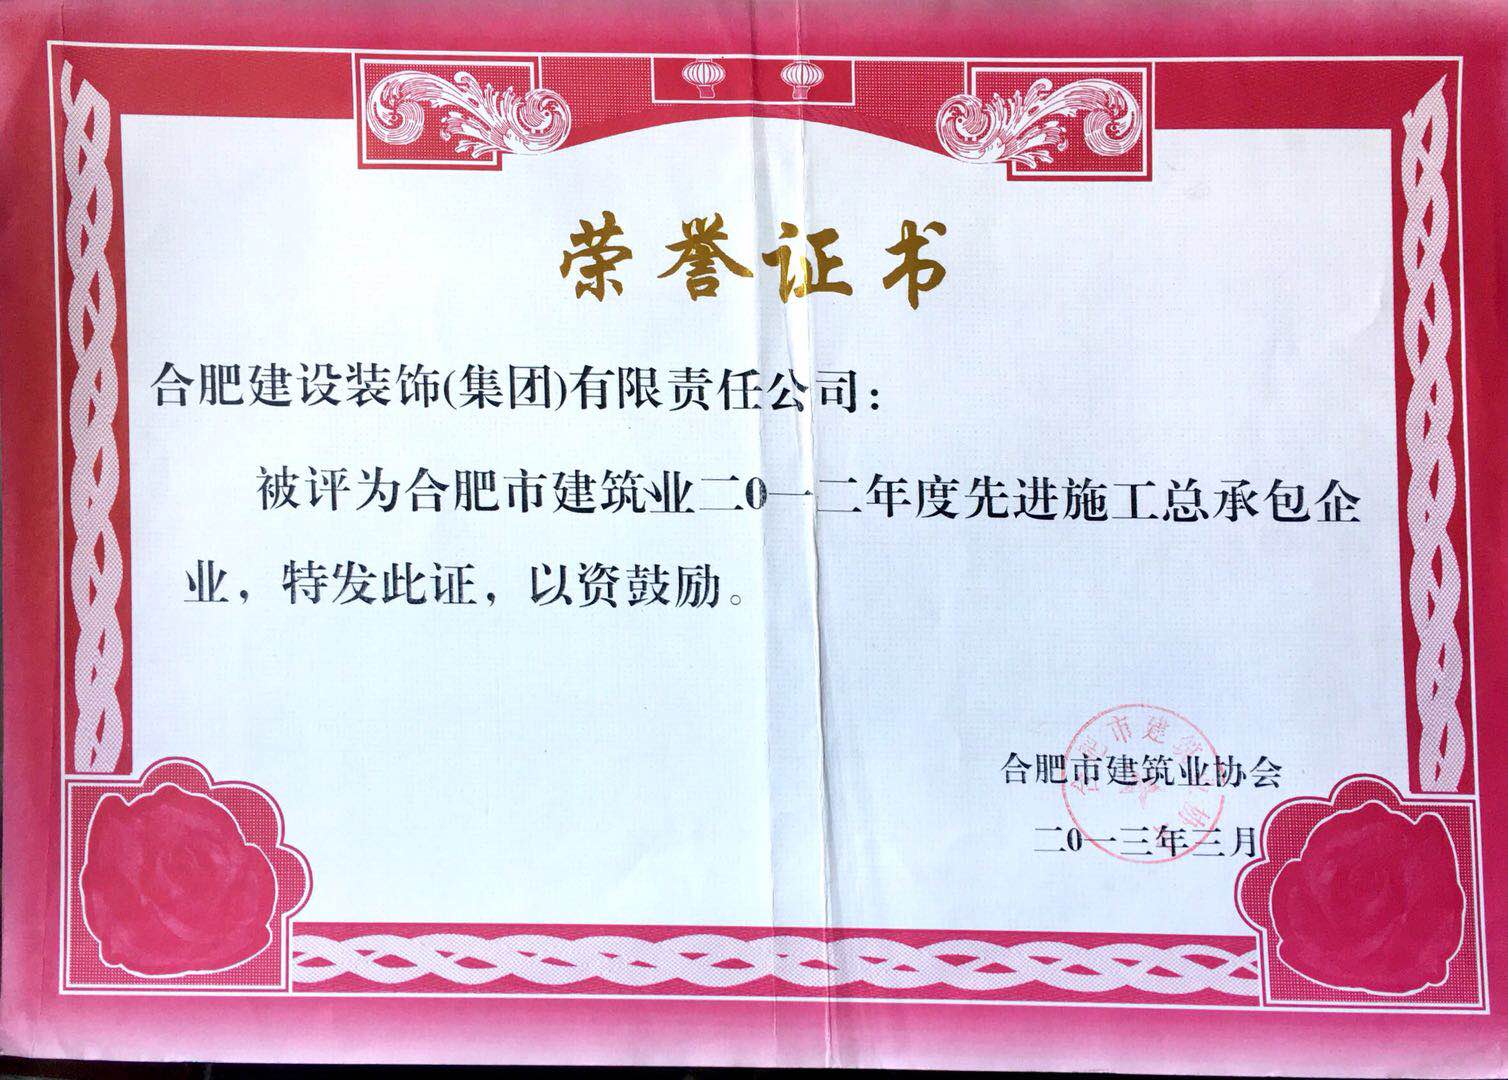 荣誉证书
合肥建设装饰(集团)有限责任公司：
被评为合肥市建筑业二0一二年度先进施工总承包企
业，特发此证，以资鼓励。
合肥市建筑业协会
二0一三年三月